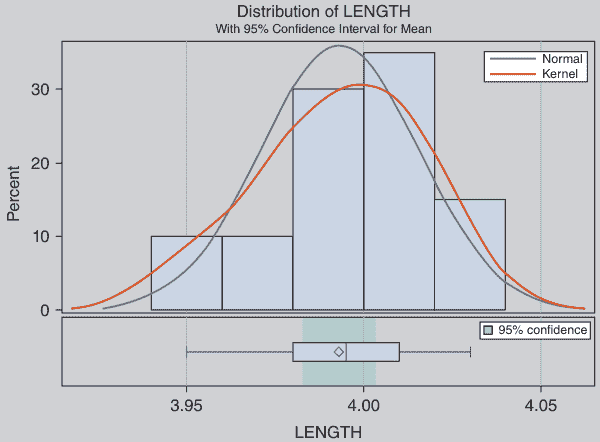 Distribution of LENGTH
With 95% Confidence Interval for Mean
Normal
Kernel
30
20
10
0
Percent
95% confidence
3.95 4.00 4.05
LENGTH